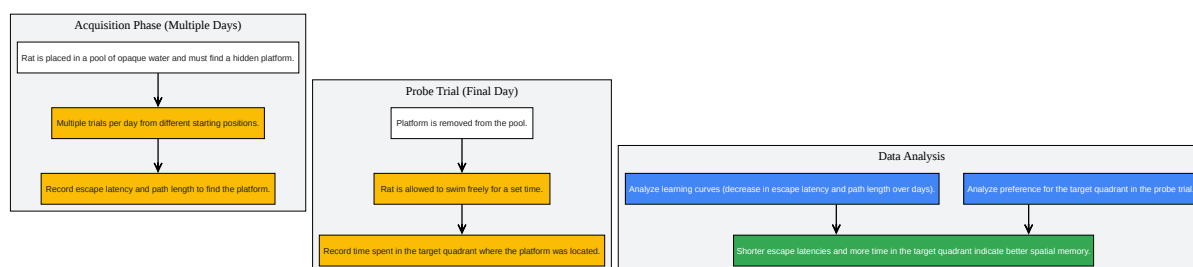 Acquisition Phase (Multiple Days)
Rat is placed in a pool of opaque water and must find a hidden platform.
Multiple trials per day from different starting positions.
Record escape latency and path length to find the platform.
Probe Trial (Final Day)
Platform is removed from the pool.
Rat is allowed to swim freely for a set time.
Record time spent in the target quadrant where the platform was located.
Data Analysis
Analyze learning curves (decrease in escape latency and path length over days).
Analyze preference for the target quadrant in the probe trial.
Shorter escape latencies and more time in the target quadrant indicate better spatial memory.